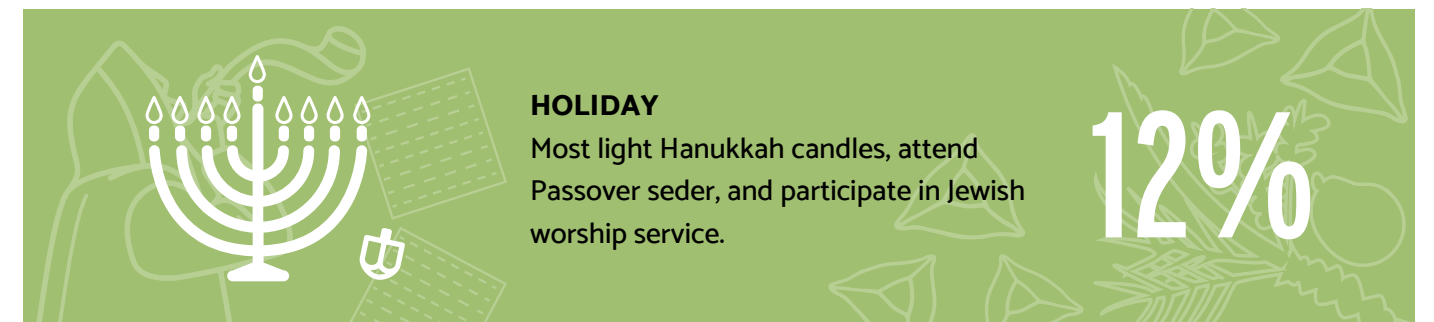 HOLIDAY
Most light Hanukkah candles, attend
Passover seder, and participate in Jewish
worship service.
12%